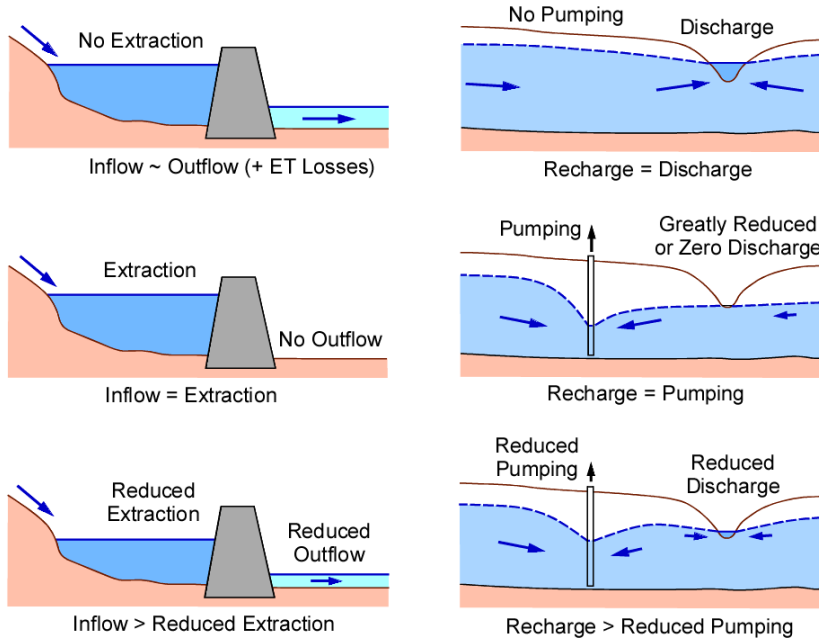 No Extraction
Inflow ~ Outflow (+ ET Losses)
No Pumping
Discharge
Recharge = Discharge
Extraction
No Outflow
Inflow = Extraction
Pumping
Greatly Reduced
or Zero Discharge
Recharge = Pumping
Reduced
Extraction
Reduced
Outflow
Inflow > Reduced Extraction
Reduced
Pumping
Reduced
Discharge
Recharge > Reduced Pumping